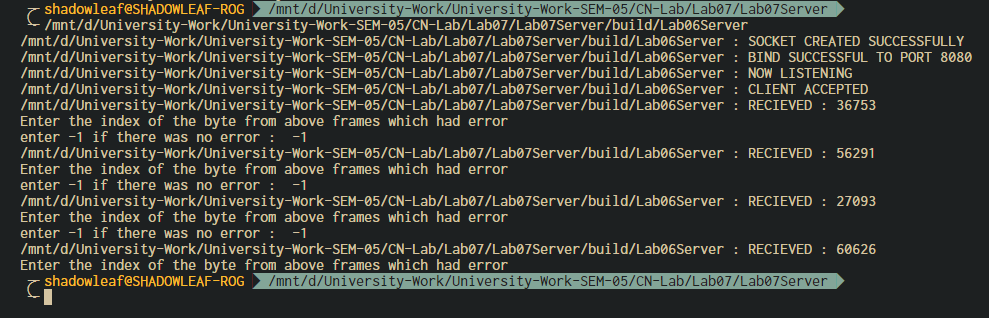 shadowleaf@SHADOWLEAF-ROG /mnt/d/University-Work/University-Work-SEM-05/CN-Lab/Lab07/Lab07Server
/mnt/d/University-Work/University-Work-SEM-05/CN-Lab/Lab07/Lab07Server/build/Lab06Server
/mnt/d/University-Work/University-Work-SEM-05/CN-Lab/Lab07/Lab07Server/build/Lab06Server : SOCKET CREATED SUCCESSFULLY
/mnt/d/University-Work/University-Work-SEM-05/CN-Lab/Lab07/Lab07Server/build/Lab06Server : BIND SUCCESSFUL TO PORT 8080
/mnt/d/University-Work/University-Work-SEM-05/CN-Lab/Lab07/Lab07Server/build/Lab06Server : NOW LISTENING
/mnt/d/University-Work/University-Work-SEM-05/CN-Lab/Lab07/Lab07Server/build/Lab06Server : CLIENT ACCEPTED
/mnt/d/University-Work/University-Work-SEM-05/CN-Lab/Lab07/Lab07Server/build/Lab06Server : RECIEVED : 36753
Enter the index of the byte from above frames which had error
enter -1 if there was no error :  -1
/mnt/d/University-Work/University-Work-SEM-05/CN-Lab/Lab07/Lab07Server/build/Lab06Server : RECIEVED : 56291
Enter the index of the byte from above frames which had error
enter -1 if there was no error :  -1
/mnt/d/University-Work/University-Work-SEM-05/CN-Lab/Lab07/Lab07Server/build/Lab06Server : RECIEVED : 27093
Enter the index of the byte from above frames which had error
enter -1 if there was no error :  -1
/mnt/d/University-Work/University-Work-SEM-05/CN-Lab/Lab07/Lab07Server/build/Lab06Server : RECIEVED : 60626
Enter the index of the byte from above frames which had error
shadowleaf@SHADOWLEAF-ROG /mnt/d/University-Work/University-Work-SEM-05/CN-Lab/Lab07/Lab07Server